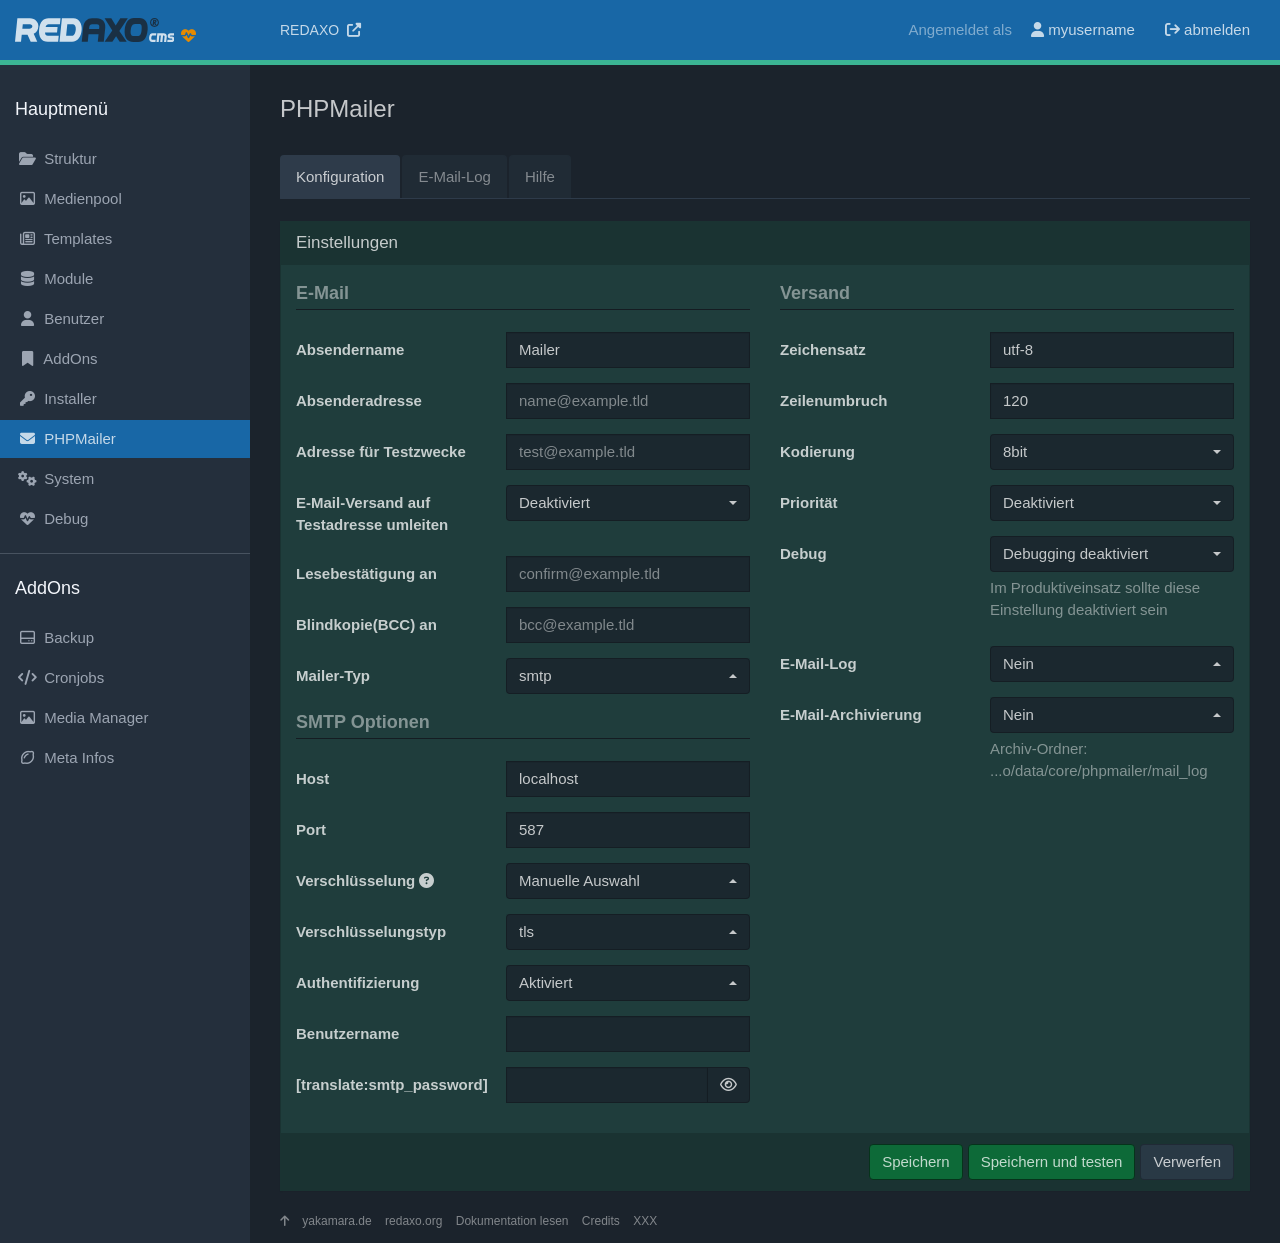 REDAXO® cms
REDAXO
Angemeldet als myusername abmelden
Hauptmenü
Struktur
Medienpool
Templates
Module
Benutzer
AddOns
Installer
PHPMailer
System
Debug
AddOns
Backup
Cronjobs
Media Manager
Meta Infos
PHPMailer
Konfiguration E-Mail-Log Hilfe
Einstellungen
E-Mail
Absendername Mailer
Absenderadresse name@example.tld
Adresse für Testzwecke test@example.tld
E-Mail-Versand auf Deaktiviert
Testadresse umleiten
Lesebestätigung an confirm@example.tld
Blindkopie(BCC) an bcc@example.tld
Mailer-Typ smtp
SMTP Optionen
Host localhost
Port 587
Verschlüsselung ? Manuelle Auswahl
Verschlüsselungstyp tls
Authentifizierung Aktiviert
Benutzername
[translate:smtp_password]
Versand
Zeichensatz utf-8
Zeilenumbruch 120
Kodierung 8bit
Priorität Deaktiviert
Debug Debugging deaktiviert
Im Produktiveinsatz sollte diese
Einstellung deaktiviert sein
E-Mail-Log Nein
E-Mail-Archivierung Nein
Archiv-Ordner:
...o/data/core/phpmailer/mail_log
Speichern Speichern und testen Verwerfen
yakamara.de redaxo.org Dokumentation lesen Credits XXX